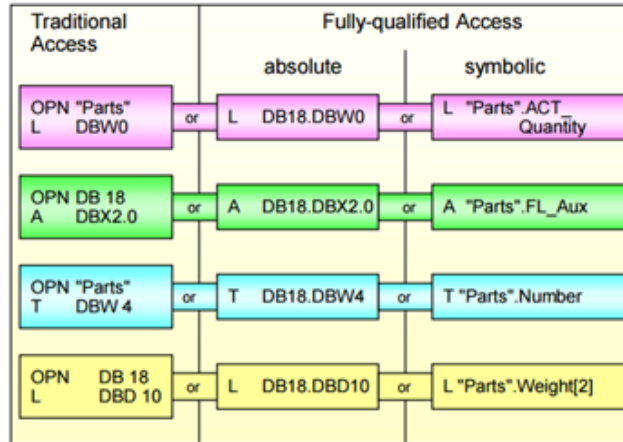 Traditional
Access
Fully-qualified Access
absolute
symbolic
OPN "Parts"
L DBW0
or
L DB18.DBW0
or
L "Parts".ACT_
Quantity
OPN DB 18
A DBX2.0
or
A DB18.DBX2.0
or
A "Parts".FL_Aux
OPN "Parts"
T DBW 4
or
T DB18.DBW4
or
T "Parts".Number
OPN DB 18
L DBD 10
or
L DB18.DBD10
or
L "Parts".Weight[2]